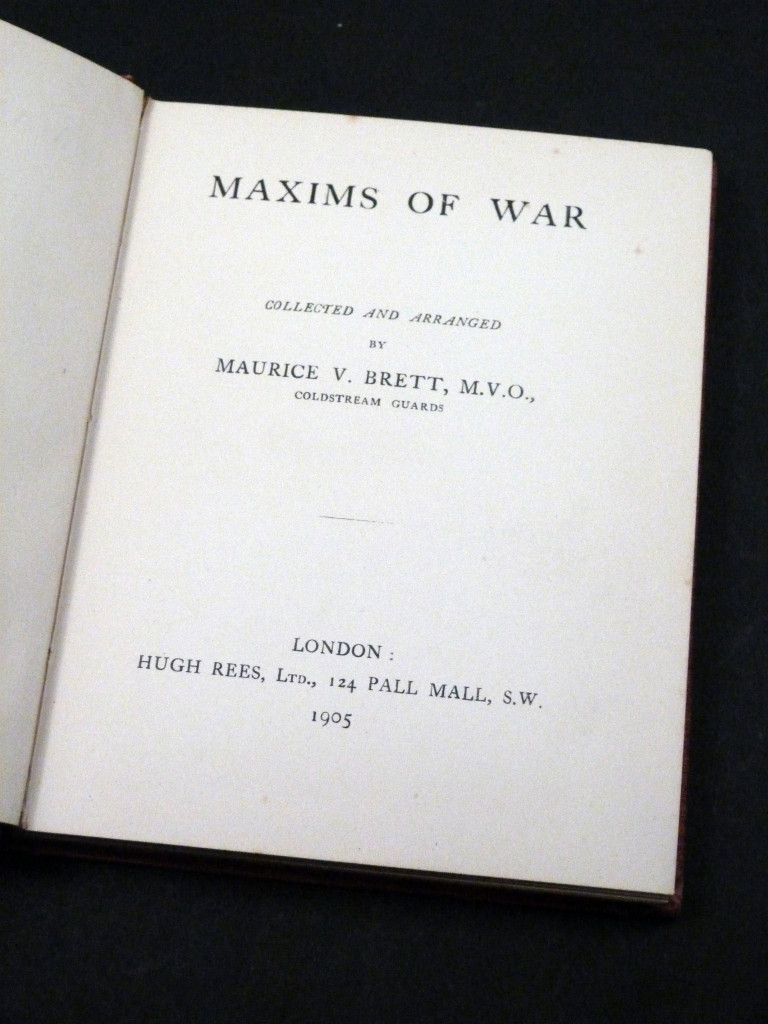 MAXIMS OF WAR
COLLECTED AND ARRANGED
BY
MAURICE V. BRETT, M.V.O.,
COLDSTREAM GUARDS
LONDON :
HUGH REES, LTD., 124 PALL MALL, S.W.
1905